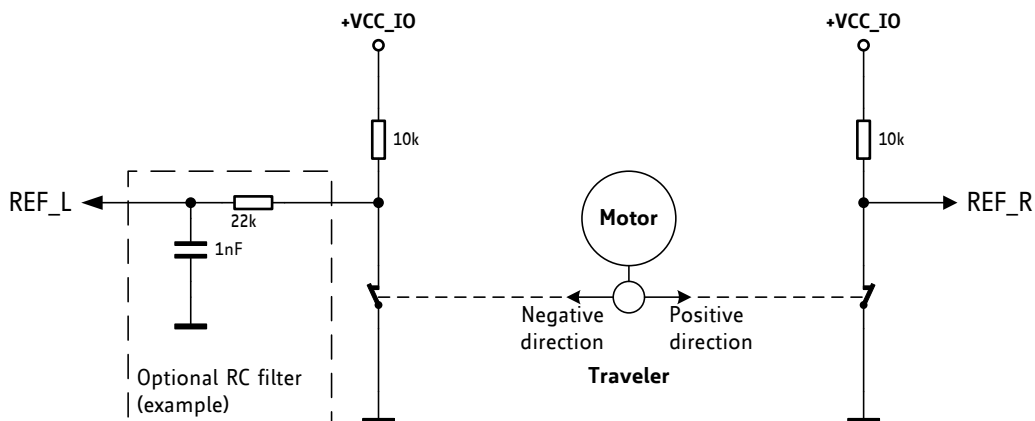 +VCC_IO
+VCC_IO
10k
10k
REF_L
22k
1nF
Motor
REF_R
Negative
direction
Positive
direction
Traveler
Optional RC filter
(example)